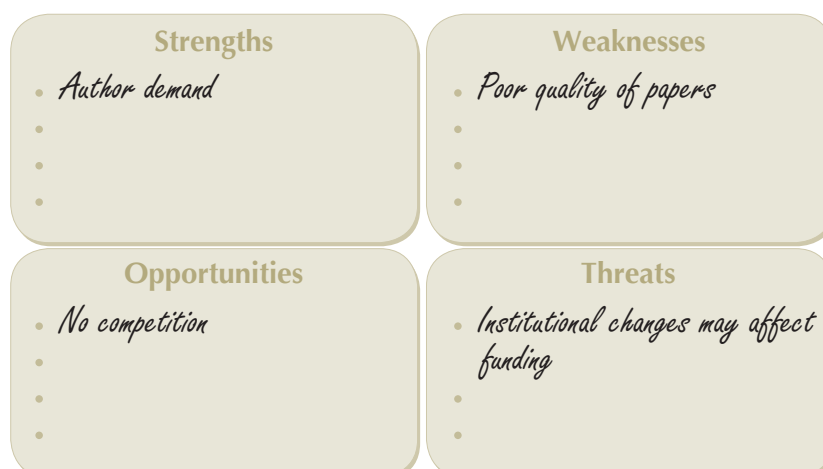 Strengths
• Author demand
•
•
•
Weaknesses
• Poor quality of papers
•
•
•
Opportunities
• No competition
•
•
•
Threats
• Institutional changes may affect
funding
•
•